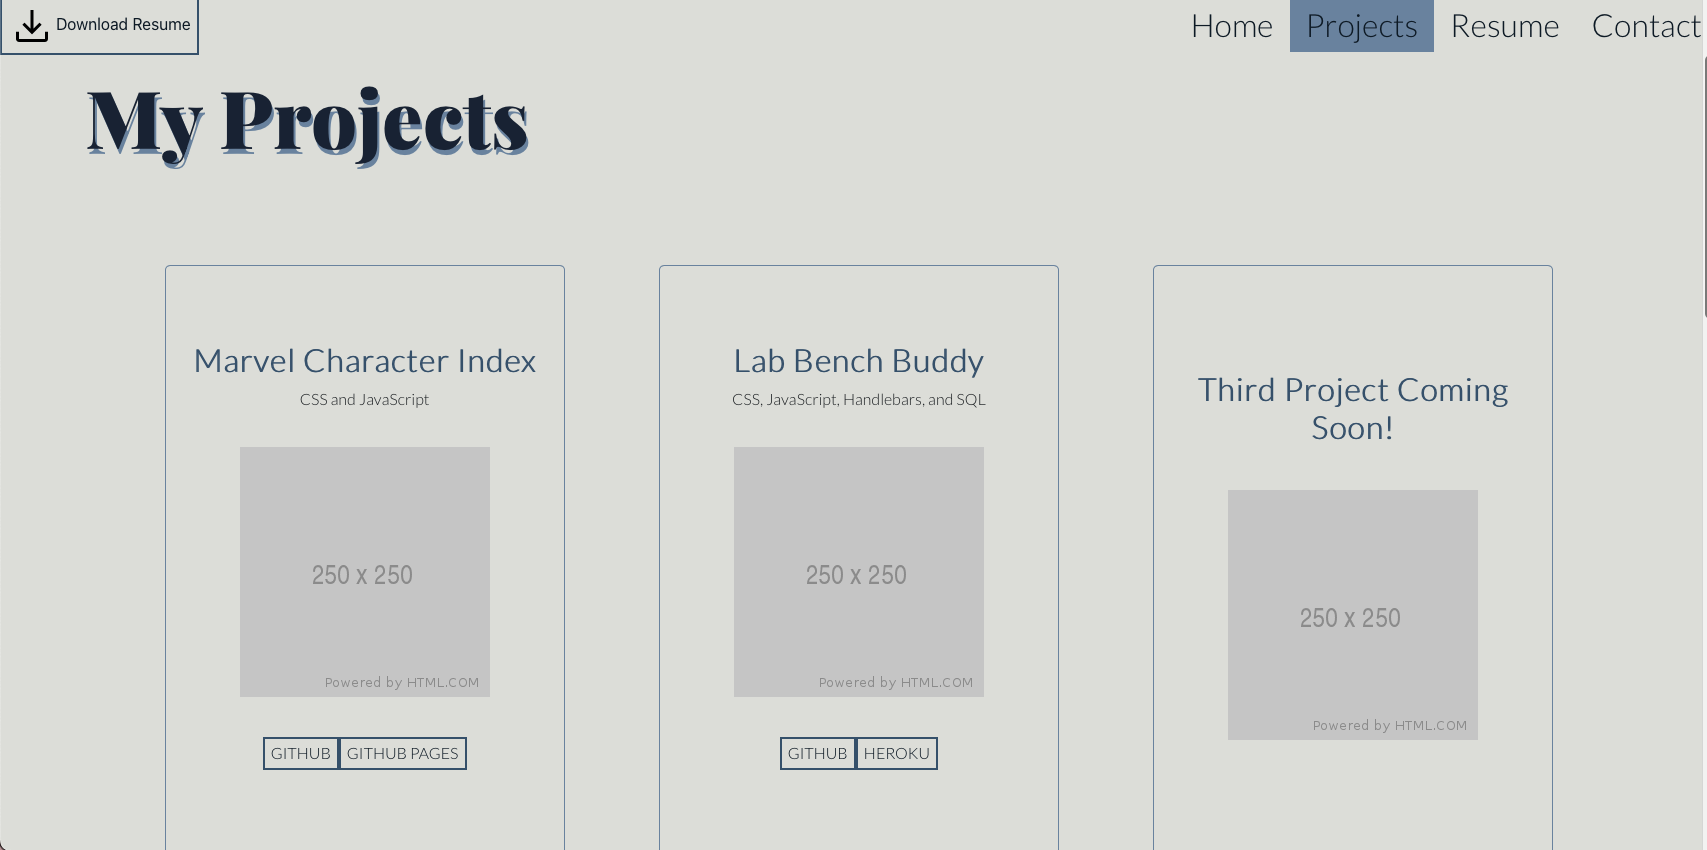 Download Resume
Home Projects Resume Contact
My Projects
Marvel Character Index
CSS and JavaScript
250 x 250
Powered by HTML.COM
GITHUB GITHUB PAGES
Lab Bench Buddy
CSS, JavaScript, Handlebars, and SQL
250 x 250
Powered by HTML.COM
GITHUB HEROKU
Third Project Coming
Soon!
250 x 250
Powered by HTML.COM